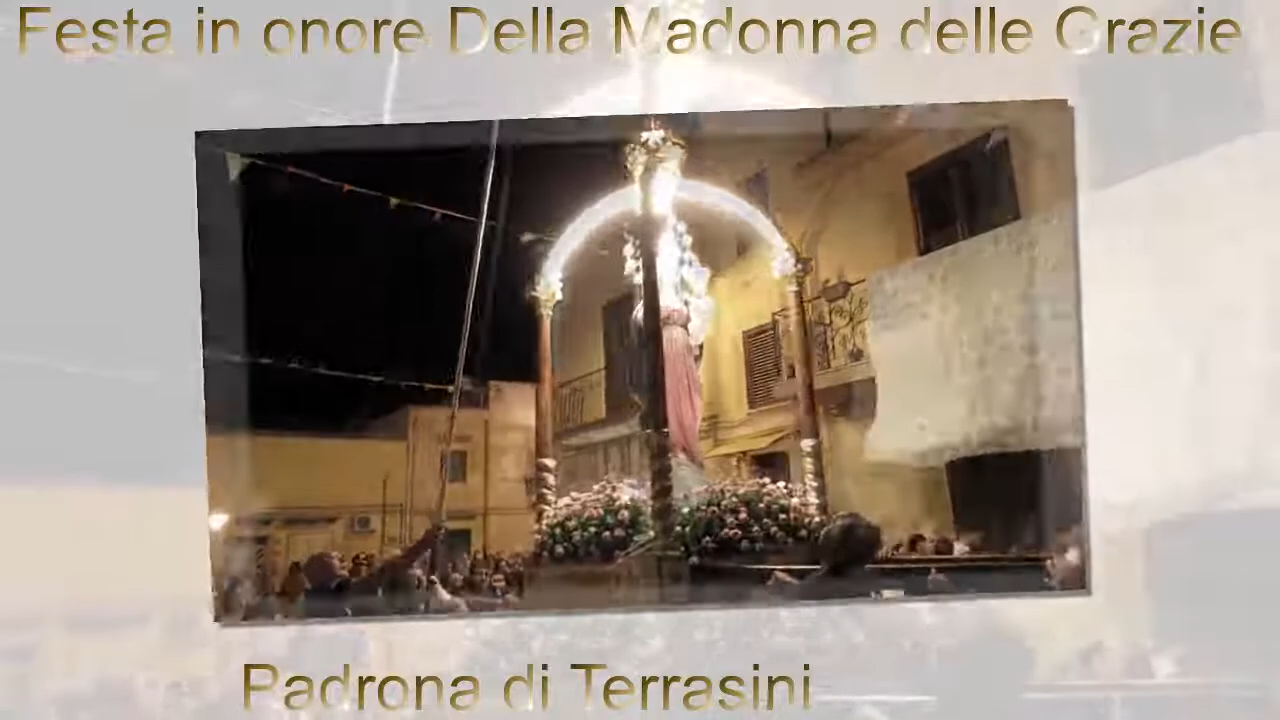 Festa in onore Della Madonna delle Grazie
Padrona di Terrasini